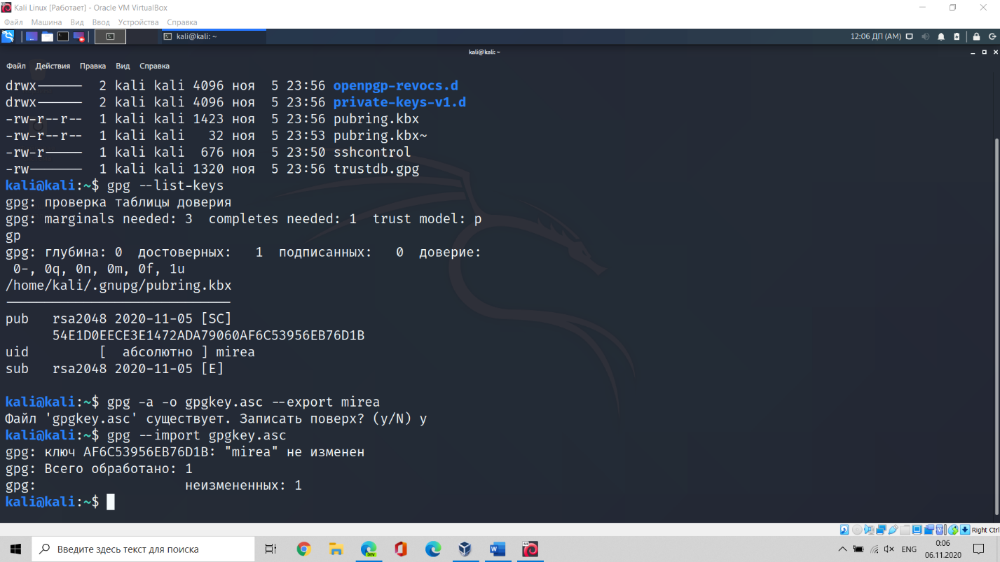 Kali Linux [Работает] - Oracle VM VirtualBox
Файл Машина Вид Ввод Устройства Справка
kali@kali: ~ 12:06 ДП (AM)
kali@kali: ~
Файл Действия Правка Вид Справка
drwx------ 2 kali kali 4096 ноя 5 23:56 openpgp-revocs.d
drwx------ 2 kali kali 4096 ноя 5 23:56 private-keys-v1.d
-rw-r--r-- 1 kali kali 1423 ноя 5 23:56 pubring.kbx
-rw-r--r-- 1 kali kali 32 ноя 5 23:53 pubring.kbx~
-rw-r----- 1 kali kali 676 ноя 5 23:50 sshcontrol
-rw------- 1 kali kali 1320 ноя 5 23:56 trustdb.gpg
kali@kali:~$ gpg --list-keys
gpg: проверка таблицы доверия
gpg: marginals needed: 3 completes needed: 1 trust model: p
gp
gpg: глубина: 0 достоверных: 1 подписанных: 0 доверие:
0-, 0q, 0n, 0m, 0f, 1u
/home/kali/.gnupg/pubring.kbx
-----------------------------
pub rsa2048 2020-11-05 [SC]
54E1D0EECE3E1472ADA79060AF6C53956EB76D1B
uid [ абсолютно ] mirea
sub rsa2048 2020-11-05 [E]
kali@kali:~$ gpg -a -o gpgkey.asc --export mirea
Файл 'gpgkey.asc' существует. Записать поверх? (y/N) y
kali@kali:~$ gpg --import gpgkey.asc
gpg: ключ AF6C53956EB76D1B: "mirea" не изменен
gpg: Всего обработано: 1
gpg: неизмененных: 1
kali@kali:~$
Right Ctrl
Введите здесь текст для поиска
DEV
64
ENG
0:06
06.11.2020